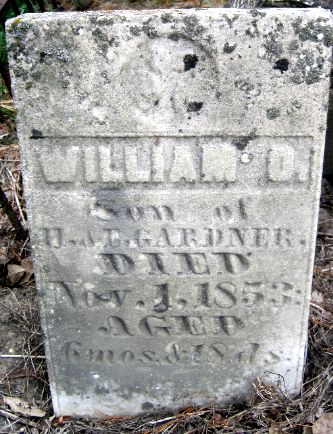 WILLIAM O.
Son of
H. & E. GARDNER.
DIED
Nov. 1, 1853.
AGED
6 mos. & 18 ds.